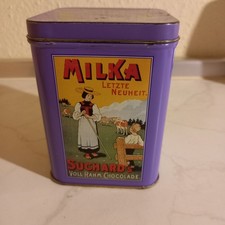 MILKA
LETZTE
NEUHEIT.
SUCHARD
VOLL-RAHM-CHOCOLADE